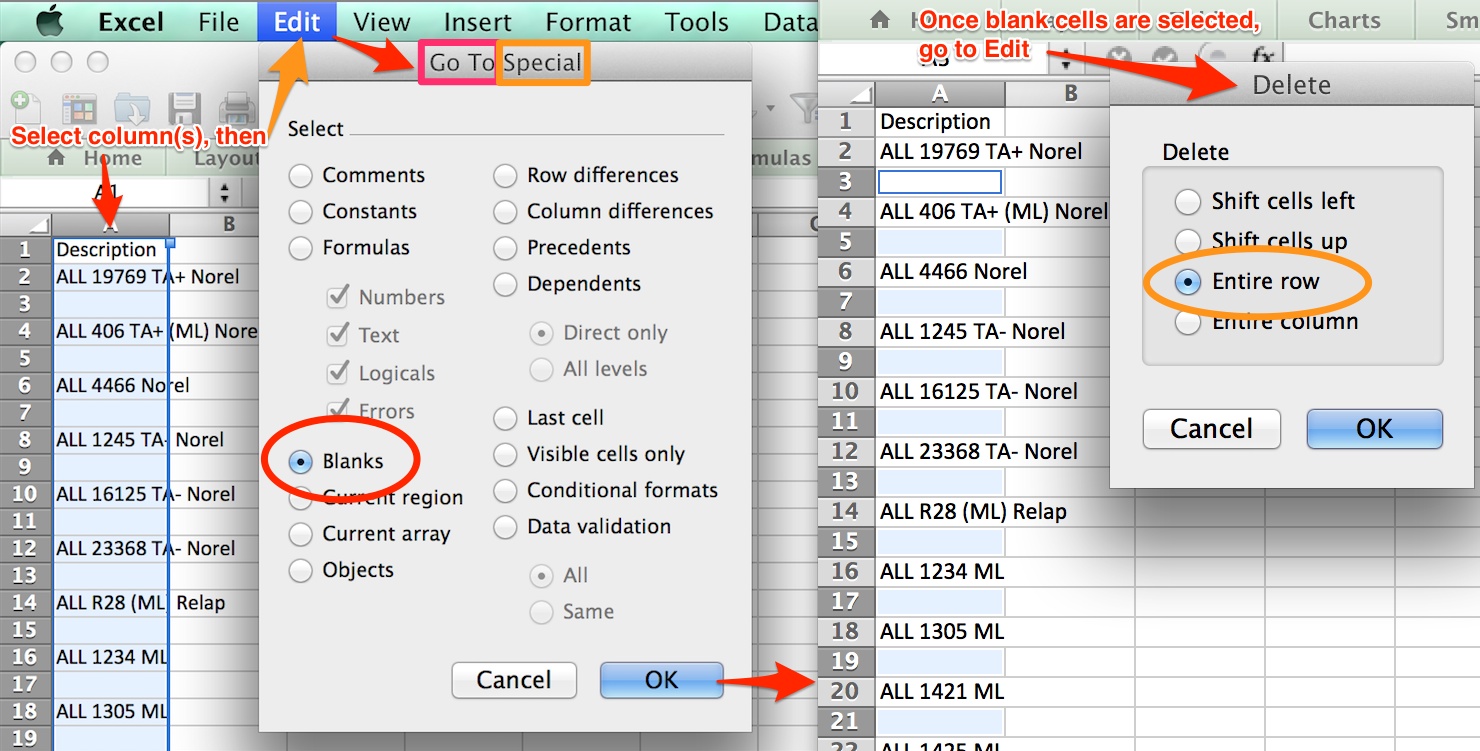 Excel File Edit View Insert Format Tools Data
Go To Special
Select column(s), then
Home Layout
A1
A B
1 Description
2 ALL 19769 TA+ Norel
3
4 ALL 406 TA+ (ML) Nore
5
6 ALL 4466 Norel
7
8 ALL 1245 TA- Norel
9
10 ALL 16125 TA- Norel
11
12 ALL 23368 TA- Norel
13
14 ALL R28 (ML) Relap
15
16 ALL 1234 ML
17
18 ALL 1305 ML
19
Select
Comments
Constants
Formulas
Numbers
Text
Logicals
Errors
Blanks
Current region
Current array
Objects
Row differences
Column differences
Precedents
Dependents
Direct only
All levels
Last cell
Visible cells only
Conditional formats
Data validation
All
Same
Cancel OK
mulas
Charts Sm
Once blank cells are selected,
go to Edit
A3 fx
A B
1 Description
2 ALL 19769 TA+ Norel
3
4 ALL 406 TA+ (ML) Norel
5
6 ALL 4466 Norel
7
8 ALL 1245 TA- Norel
9
10 ALL 16125 TA- Norel
11
12 ALL 23368 TA- Norel
13
14 ALL R28 (ML) Relap
15
16 ALL 1234 ML
17
18 ALL 1305 ML
19
20 ALL 1421 ML
21
22 ALL 1425 ML
Delete
Delete
Shift cells left
Shift cells up
Entire row
Entire column
Cancel OK